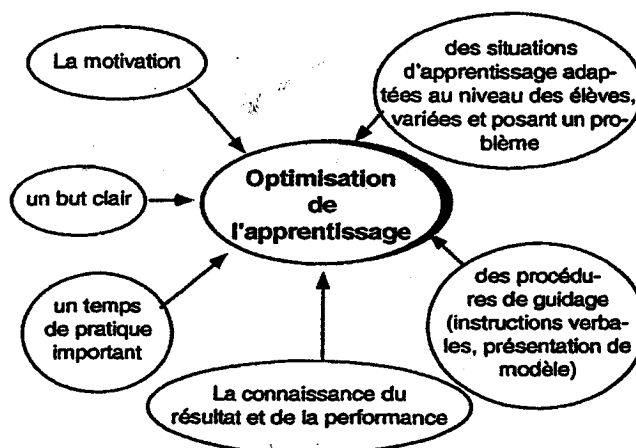 La motivation
des situations
d'apprentissage adap-
tées au niveau des élèves,
variées et posant un pro-
blème
Optimisation
de
l'apprentissage
un but clair
un temps
de pratique
important
des procédu-
res de guidage
(instructions verba-
les, présentation de
modèle)
La connaissance du
résultat et de la performance